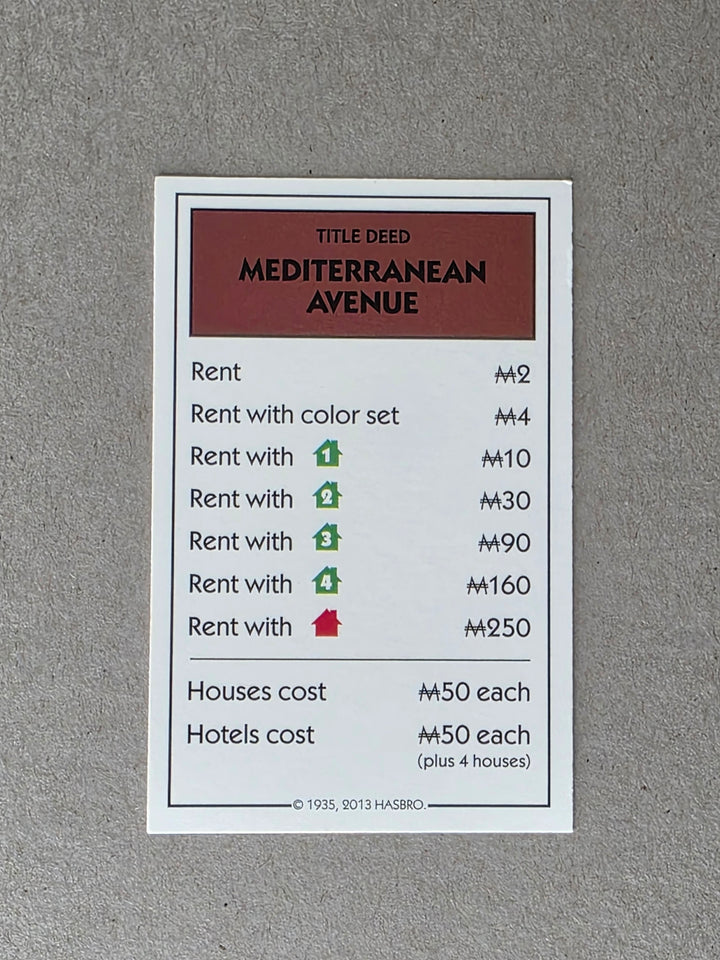 TITLE DEED
MEDITERRANEAN
AVENUE
Rent ₩2
Rent with color set ₩4
Rent with 1 ₩10
Rent with 2 ₩30
Rent with 3 ₩90
Rent with 4 ₩160
Rent with ₩250
Houses cost ₩50 each
Hotels cost ₩50 each
(plus 4 houses)
© 1935, 2013 HASBRO.